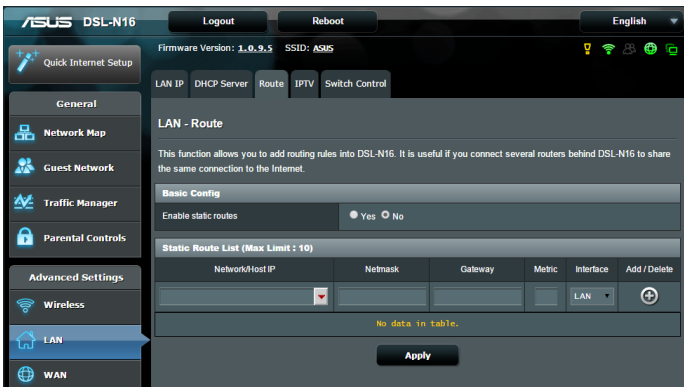 ASUS DSL-N16 Logout Reboot English
Quick Internet Setup
General
Network Map
Guest Network
Traffic Manager
Parental Controls
Advanced Settings
Wireless
LAN
WAN
Firmware Version: 1.0.9.5 SSID: ASUS
LAN IP DHCP Server Route IPTV Switch Control
LAN - Route
This function allows you to add routing rules into DSL-N16. It is useful if you connect several routers behind DSL-N16 to share
the same connection to the Internet.
Basic Config
Enable static routes Yes No
Static Route List (Max Limit : 10)
Network/Host IP Netmask Gateway Metric Interface Add / Delete
LAN
No data in table.
Apply